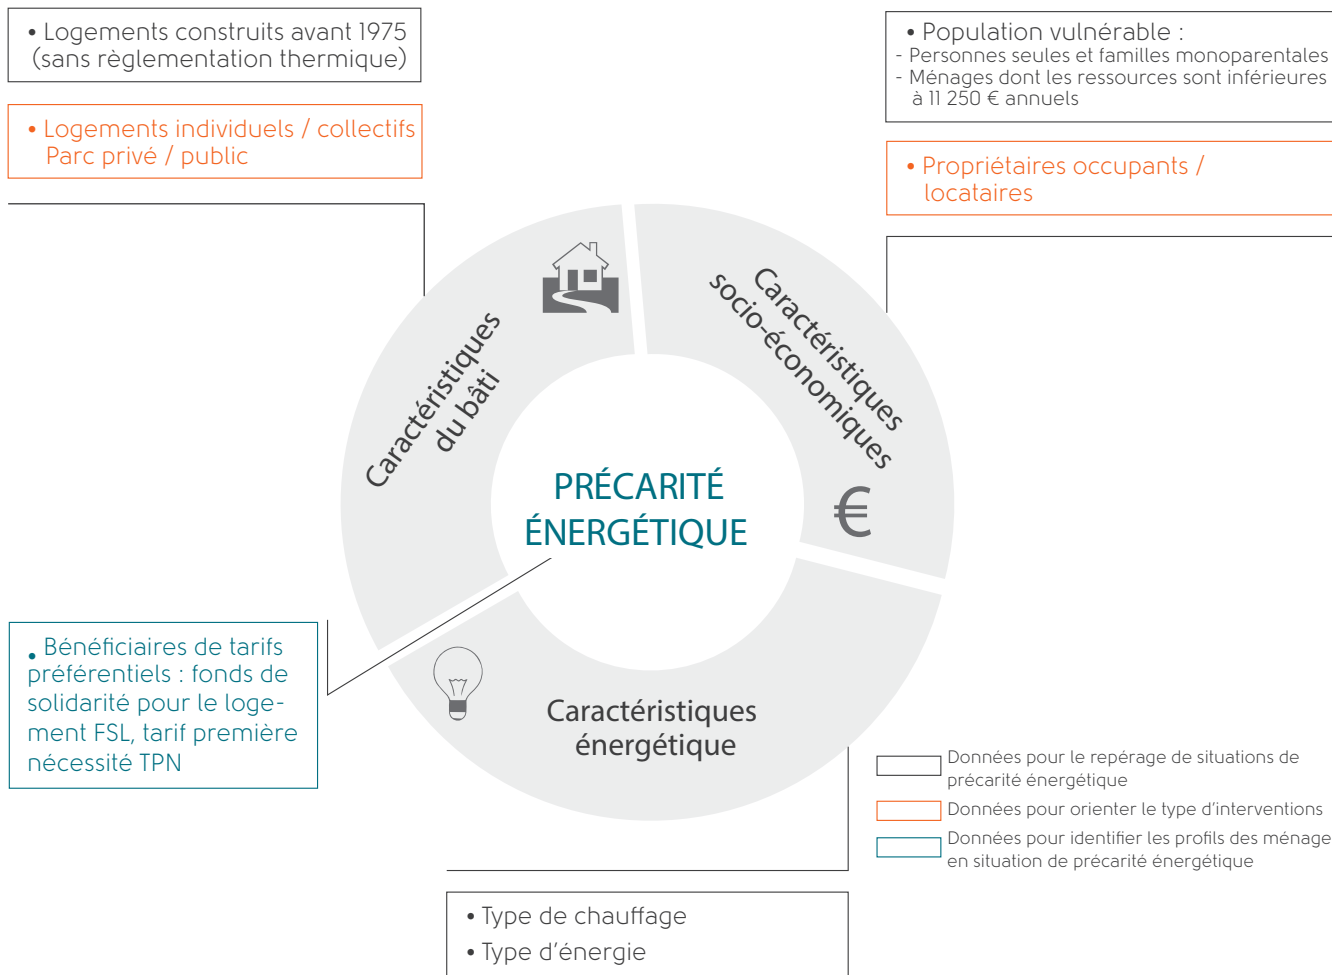 • Logements construits avant 1975
(sans règlementation thermique)
• Logements individuels / collectifs
Parc privé / public
• Population vulnérable :
- Personnes seules et familles monoparentales
- Ménages dont les ressources sont inférieures
à 11 250 € annuels
• Propriétaires occupants /
locataires
Caractéristiques
du bâti
Caractéristiques
socio-économiques
€
PRÉCARITÉ
ÉNERGÉTIQUE
• Bénéficiaires de tarifs
préférentiels : fonds de
solidarité pour le loge-
ment FSL, tarif première
nécessité TPN
Caractéristiques
énergétique
Données pour le repérage de situations de
précarité énergétique
Données pour orienter le type d'interventions
Données pour identifier les profils des ménage
en situation de précarité énergétique
• Type de chauffage
• Type d'énergie